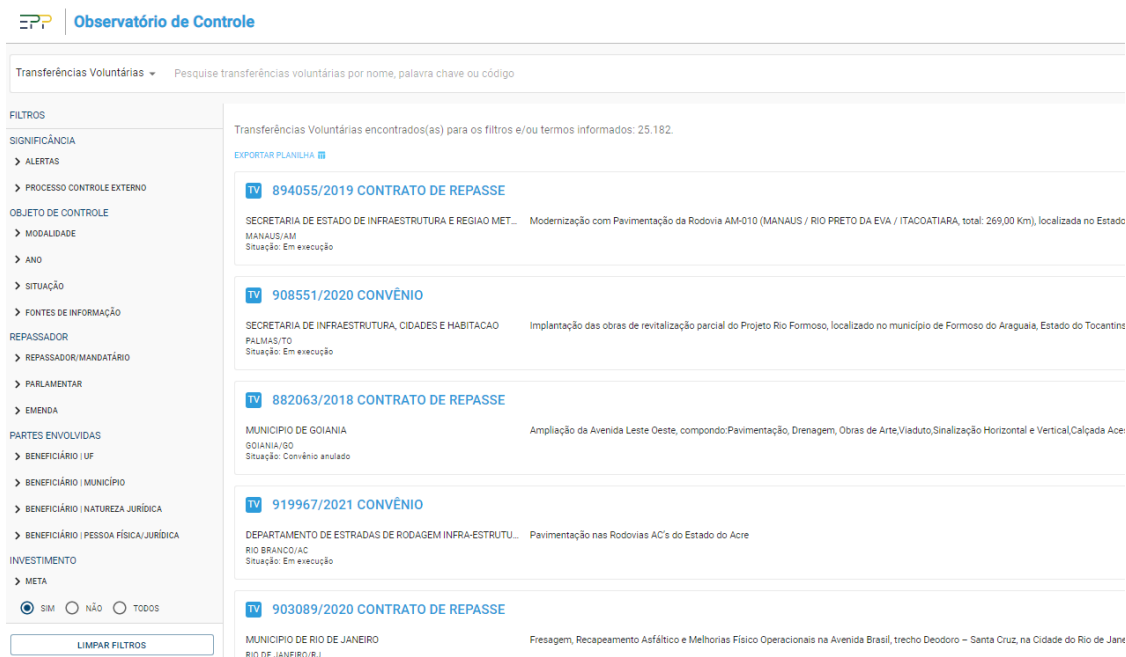 EPP Observatório de Controle
Transferências Voluntárias Pesquise transferências voluntárias por nome, palavra chave ou código
FILTROS
SIGNIFICÂNCIA
ALERTAS
PROCESSO CONTROLE EXTERNO
OBJETO DE CONTROLE
MODALIDADE
ANO
SITUAÇÃO
FONTES DE INFORMAÇÃO
REPASSADOR
REPASSADOR/MANDATÁRIO
PARLAMENTAR
EMENDA
PARTES ENVOLVIDAS
BENEFICIÁRIO | UF
BENEFICIÁRIO | MUNICÍPIO
BENEFICIÁRIO | NATUREZA JURÍDICA
BENEFICIÁRIO | PESSOA FÍSICA/JURÍDICA
INVESTIMENTO
META
SIM NÃO TODOS
LIMPAR FILTROS
Transferências Voluntárias encontrados(as) para os filtros e/ou termos informados: 25.182.
EXPORTAR PLANILHA
TV 894055/2019 CONTRATO DE REPASSE
SECRETARIA DE ESTADO DE INFRAESTRUTURA E REGIAO MET... Modernização com Pavimentação da Rodovia AM-010 (MANAUS / RIO PRETO DA EVA / ITACOATIARA, total: 269,00 Km), localizada no Estado
MANAUS/AM
Situação: Em execução
TV 908551/2020 CONVÊNIO
SECRETARIA DE INFRAESTRUTURA, CIDADES E HABITACAO Implantação das obras de revitalização parcial do Projeto Rio Formoso, localizado no município de Formoso do Araguaia, Estado do Tocantins
PALMAS/TO
Situação: Em execução
TV 882063/2018 CONTRATO DE REPASSE
MUNICIPIO DE GOIANIA Ampliação da Avenida Leste Oeste, compondo:Pavimentação, Drenagem, Obras de Arte,Viaduto,Sinalização Horizontal e Vertical,Calçada Aces
GOIANIA/GO
Situação: Convênio anulado
TV 919967/2021 CONVÊNIO
DEPARTAMENTO DE ESTRADAS DE RODAGEM INFRA-ESTRUTU... Pavimentação nas Rodovias AC's do Estado do Acre
RIO BRANCO/AC
Situação: Em execução
TV 903089/2020 CONTRATO DE REPASSE
MUNICIPIO DE RIO DE JANEIRO Fresagem, Recapeamento Asfáltico e Melhorias Físico Operacionais na Avenida Brasil, trecho Deodoro – Santa Cruz, na Cidade do Rio de Jane
RIO DE JANEIRO/RJ